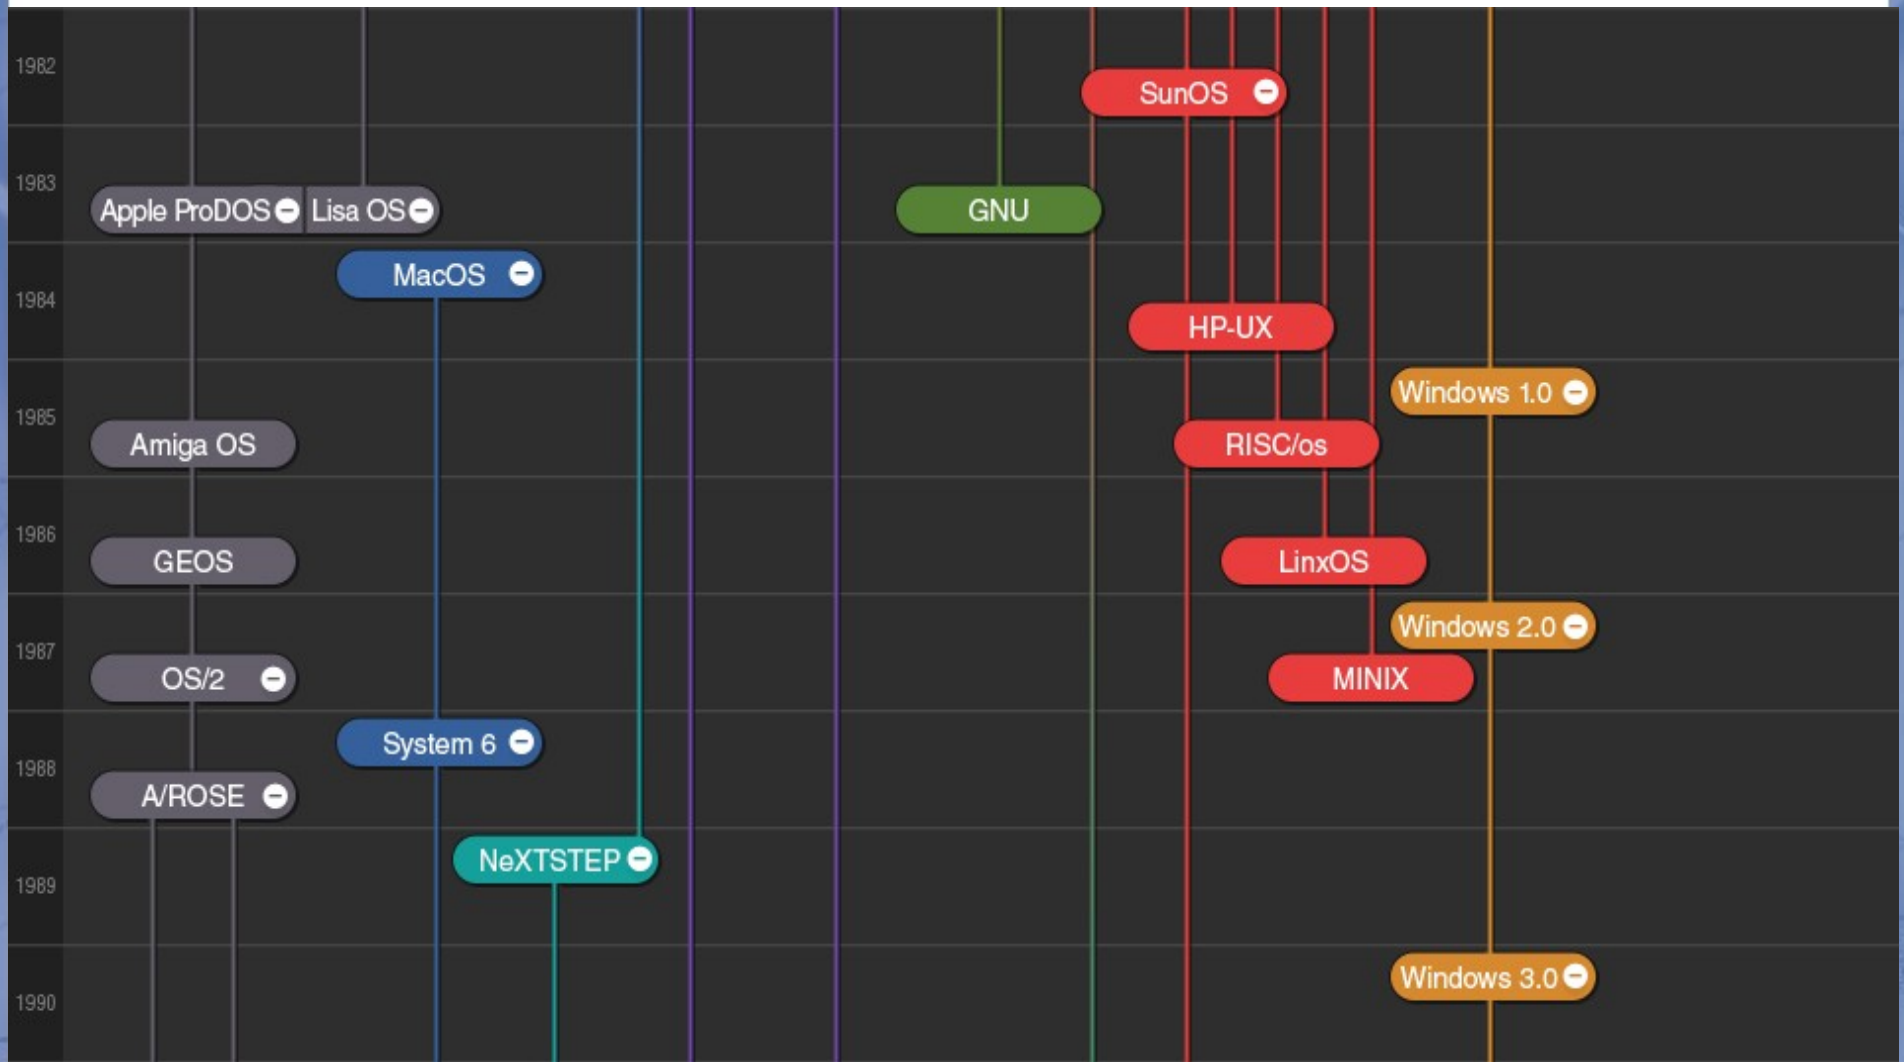 1982
SunOS
1983
Apple ProDOS Lisa OS GNU
MacOS
1984
HP-UX
Windows 1.0
1985
Amiga OS RISC/os
1986
GEOS LinxOS
Windows 2.0
1987
OS/2 MINIX
System 6
1988
A/ROSE
NeXTSTEP
1989
Windows 3.0
1990